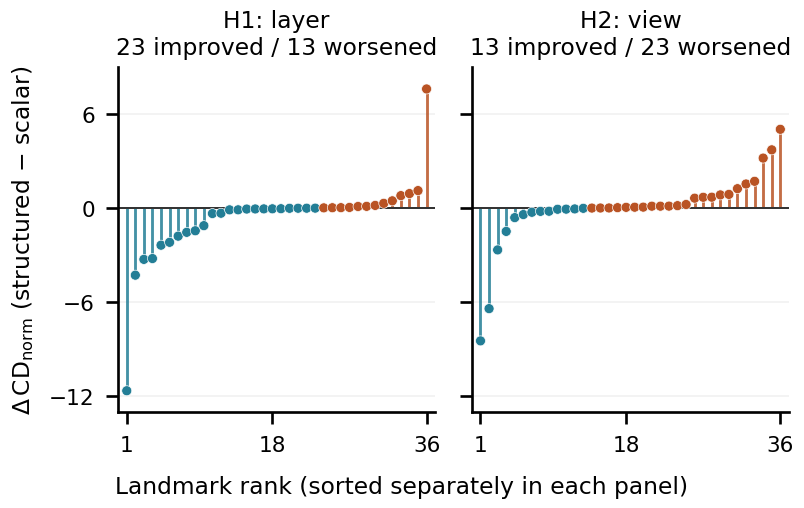 H1: layer
23 improved / 13 worsened
H2: view
13 improved / 23 worsened
Δ CDnorm (structured − scalar)
6
0
−6
−12
1
18
36
1
18
36
Landmark rank (sorted separately in each panel)